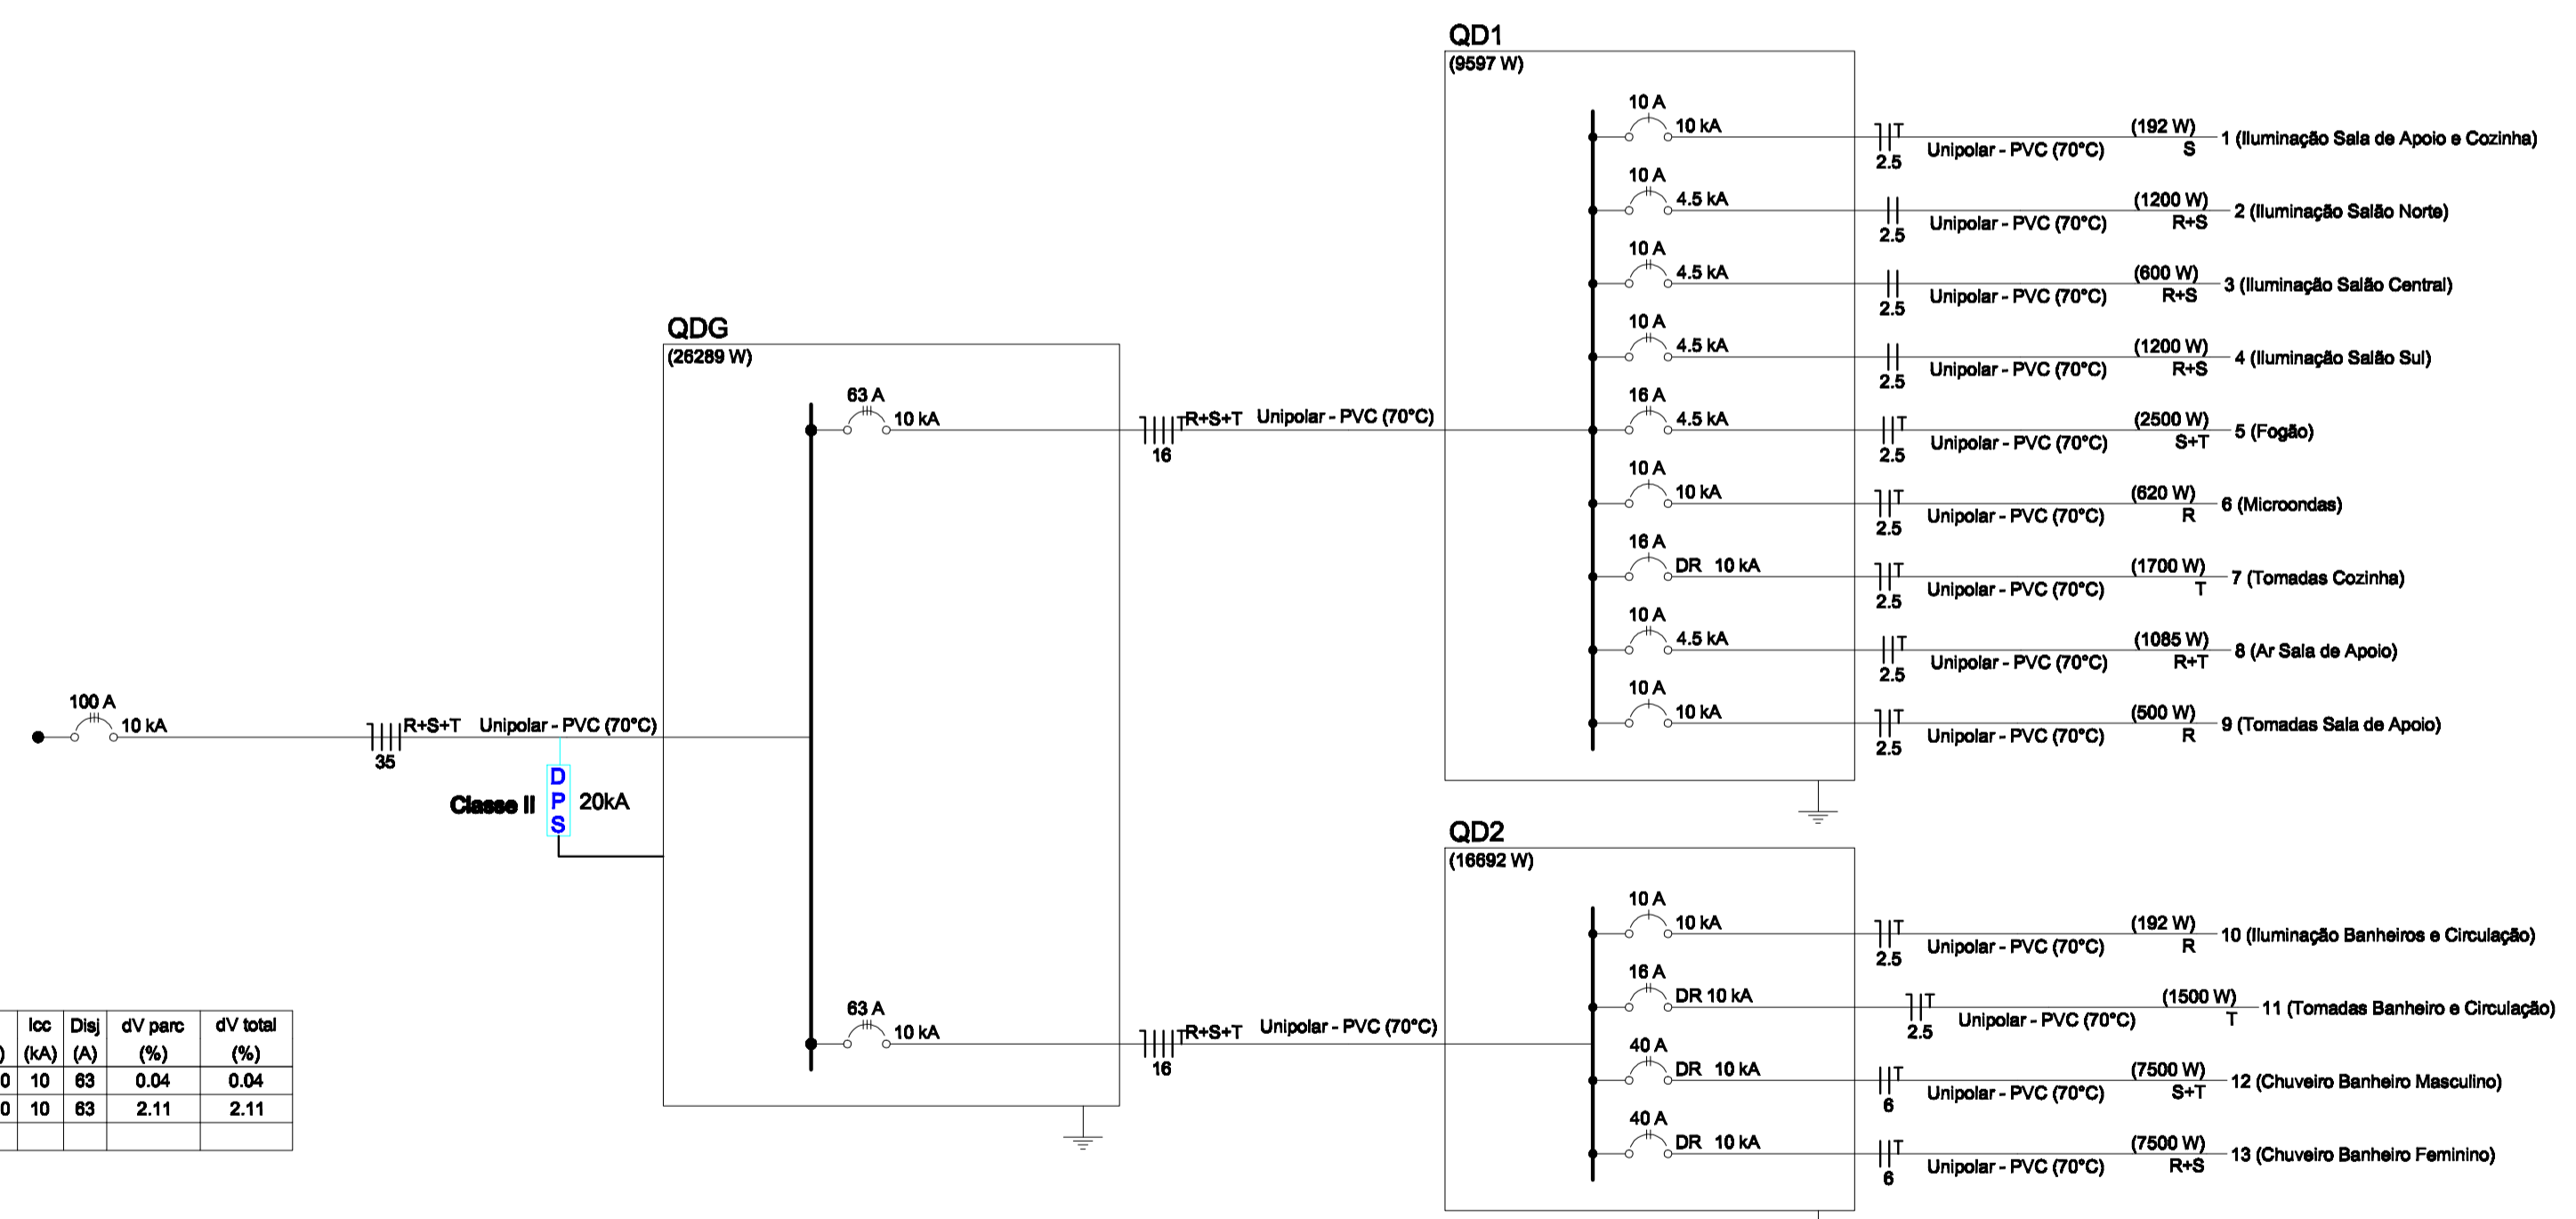 QD1
(9597 W)
10 A
10 kA
2.5
T
Unipolar - PVC (70°C)
(192 W)
S
1 (Iluminação Sala de Apoio e Cozinha)
10 A
4.5 kA
2.5
Unipolar - PVC (70°C)
(1200 W)
R+S
2 (Iluminação Salão Norte)
10 A
4.5 kA
2.5
Unipolar - PVC (70°C)
(600 W)
R+S
3 (Iluminação Salão Central)
10 A
4.5 kA
2.5
Unipolar - PVC (70°C)
(1200 W)
R+S
4 (Iluminação Salão Sul)
16 A
4.5 kA
T
2.5
Unipolar - PVC (70°C)
(2500 W)
S+T
5 (Fogão)
10 A
10 kA
T
2.5
Unipolar - PVC (70°C)
(620 W)
R
6 (Microondas)
16 A
DR 10 kA
T
2.5
Unipolar - PVC (70°C)
(1700 W)
T
7 (Tomadas Cozinha)
10 A
4.5 kA
T
2.5
Unipolar - PVC (70°C)
(1085 W)
R+T
8 (Ar Sala de Apoio)
10 A
10 kA
T
2.5
Unipolar - PVC (70°C)
(500 W)
R
9 (Tomadas Sala de Apoio)
QDG
(26289 W)
63 A
10 kA
T
R+S+T Unipolar - PVC (70°C)
16
100 A
10 kA
R+S+T Unipolar - PVC (70°C)
35
Classe II
D
P
S
20kA
63 A
10 kA
T
R+S+T Unipolar - PVC (70°C)
16
QD2
(16692 W)
10 A
10 kA
T
2.5
Unipolar - PVC (70°C)
(192 W)
R
10 (Iluminação Banheiros e Circulação)
16 A
DR 10 kA
T
2.5
Unipolar - PVC (70°C)
(1500 W)
T
11 (Tomadas Banheiro e Circulação)
40 A
DR 10 kA
T
6
Unipolar - PVC (70°C)
(7500 W)
S+T
12 (Chuveiro Banheiro Masculino)
40 A
DR 10 kA
T
6
Unipolar - PVC (70°C)
(7500 W)
R+S
13 (Chuveiro Banheiro Feminino)
Icc Disj dV parc dV total
) (kA) (A) (%) (%)
0 10 63 0.04 0.04
0 10 63 2.11 2.11